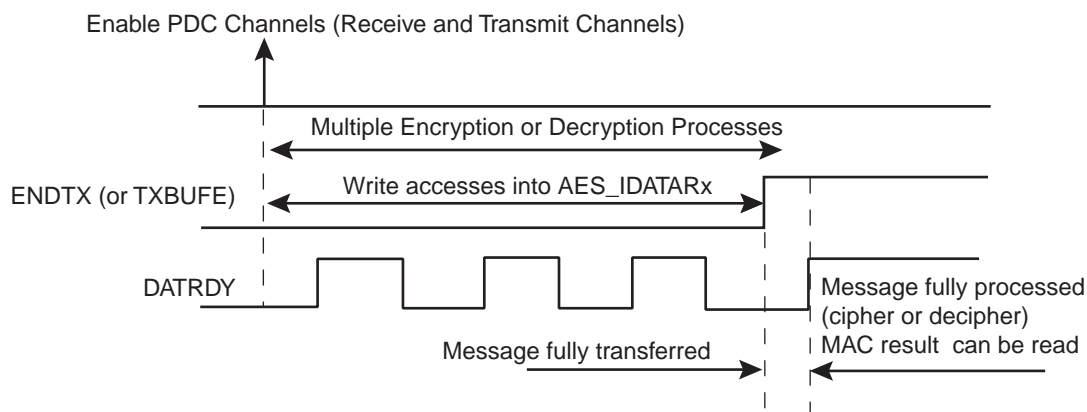 Enable PDC Channels (Receive and Transmit Channels)
Multiple Encryption or Decryption Processes
ENDTX (or TXBUFE)
Write accesses into AES_IDATARx
DATRDY
Message fully processed
(cipher or decipher)
MAC result can be read
Message fully transferred